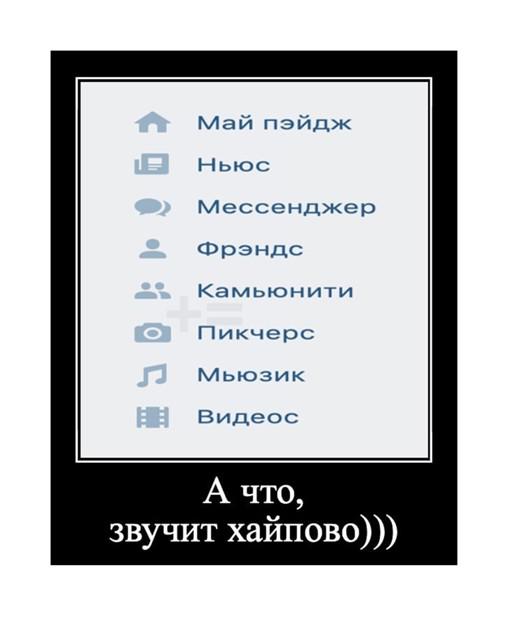 Май пэйдж
Ньюс
Мессенджер
Фрэндс
Камьюнити
Пикчерс
Мьюзик
Видеос
А что,
звучит хайпово)))